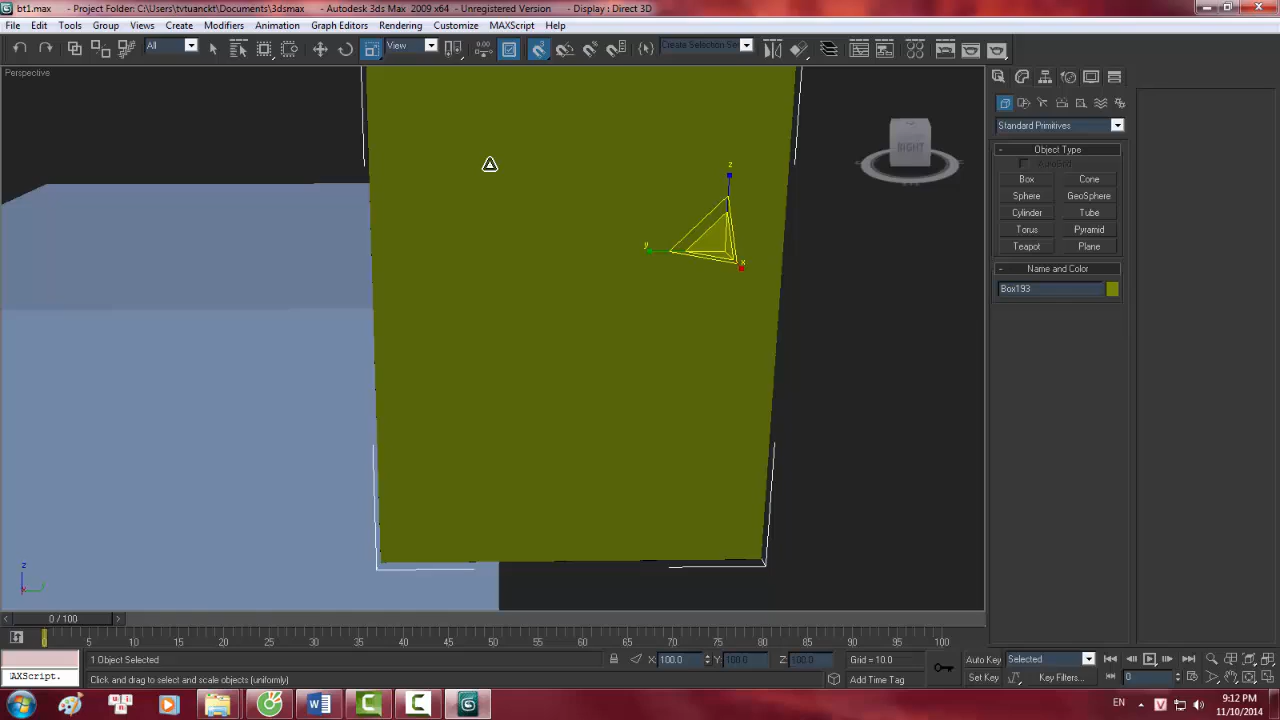 bt1.max - Project Folder: C:\Users\tvtuanckt\Documents\3dsmax - Autodesk 3ds Max 2009 x64 - Unregistered Version - Display : Direct 3D
File Edit Tools Group Views Create Modifiers Animation Graph Editors Rendering Customize MAXScript Help
All View 0.00 Create Selection Se
Perspective
RIGHT
z
y
x
Standard Primitives
- Object Type
AutoGrid
Box Cone
Sphere GeoSphere
Cylinder Tube
Torus Pyramid
Teapot Plane
- Name and Color
Box193
z
x
0 / 100
0 5 10 15 20 25 30 35 40 45 50 55 60 65 70 75 80 85 90 95 100
1 Object Selected X: 100.0 Y: 100.0 Z: 100.0 Grid = 10.0 Auto Key Selected
AXScript. Click and drag to select and scale objects (uniformly) Add Time Tag Set Key Key Filters... 0
EN 9:12 PM
11/10/2014